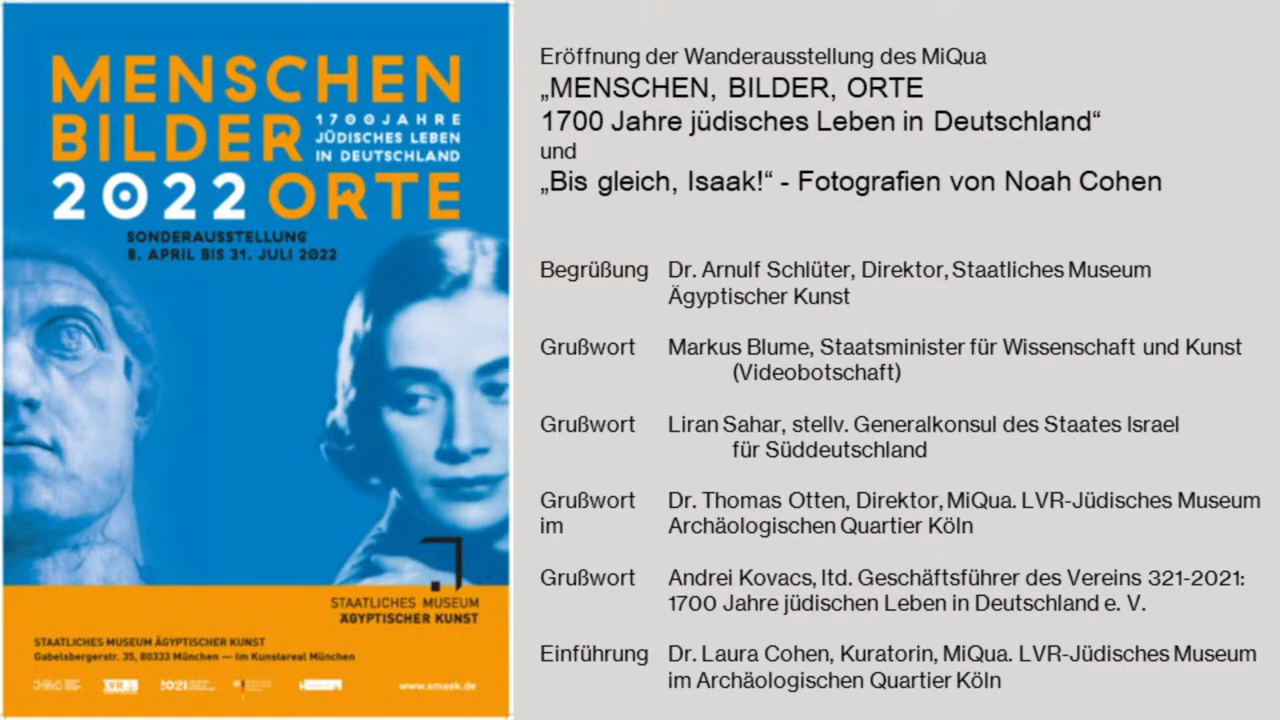 MENSCHEN
BILDER
1700 JAHRE
JÜDISCHES LEBEN
IN DEUTSCHLAND
2022 ORTE
SONDERAUSSTELLUNG
8. APRIL BIS 31. JULI 2022
STAATLICHES MUSEUM
ÄGYPTISCHER KUNST
STAATLICHES MUSEUM ÄGYPTISCHER KUNST
Gabelsbergerstr. 35, 80333 München — Im Kunstareal München
LVR
2021
www.smaek.de
Eröffnung der Wanderausstellung des MiQua
„MENSCHEN, BILDER, ORTE
1700 Jahre jüdisches Leben in Deutschland“
und
„Bis gleich, Isaak!“ - Fotografien von Noah Cohen
Begrüßung Dr. Arnulf Schlüter, Direktor, Staatliches Museum
Ägyptischer Kunst
Grußwort Markus Blume, Staatsminister für Wissenschaft und Kunst
(Videobotschaft)
Grußwort Liran Sahar, stellv. Generalkonsul des Staates Israel
für Süddeutschland
Grußwort Dr. Thomas Otten, Direktor, MiQua. LVR-Jüdisches Museum
im Archäologischen Quartier Köln
Grußwort Andrei Kovacs, ltd. Geschäftsführer des Vereins 321-2021:
1700 Jahre jüdischen Leben in Deutschland e. V.
Einführung Dr. Laura Cohen, Kuratorin, MiQua. LVR-Jüdisches Museum
im Archäologischen Quartier Köln